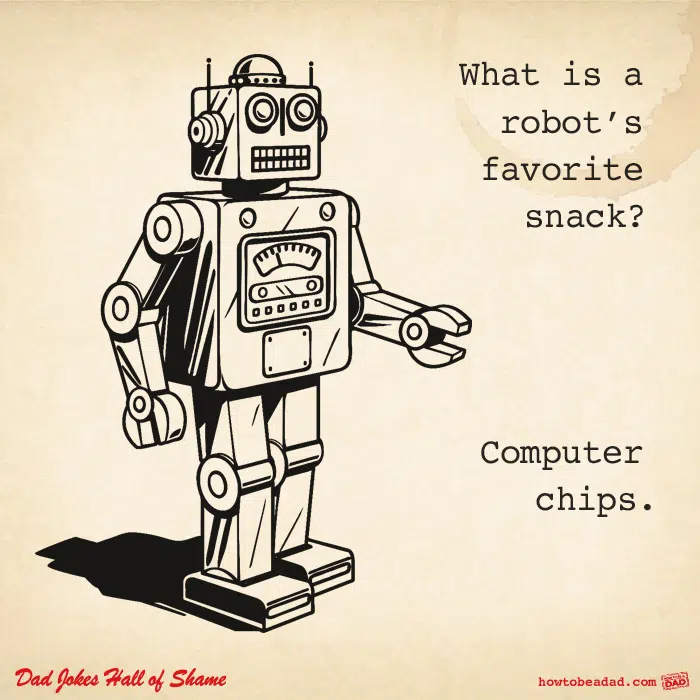 What is a
robot's
favorite
snack?
Computer
chips.
Dad Jokes Hall of Shame
howtobeadad.com